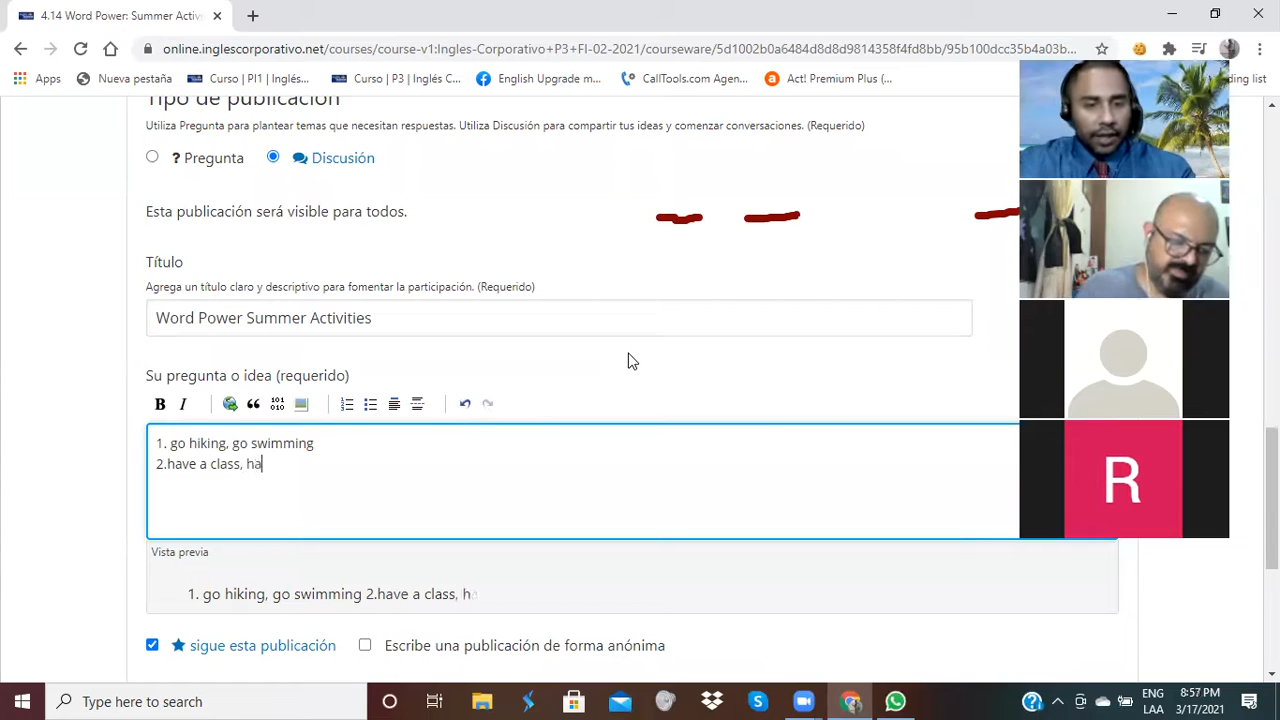 4.14 Word Power: Summer Activ
online.inglescorporativo.net/courses/course-v1:Ingles-Corporativo+P3+FI-02-2021/courseware/5d1002b0a6484d8d8d9814358f4fd8bb/95b100dcc35b4a03b...
Apps Nueva pestaña Curso | PI1 | Inglés... Curso | P3 | Inglés C... English Upgrade m... CallTools.com Agen... Act! Premium Plus (... ding list
Tipo de publicación
Utiliza Pregunta para plantear temas que necesitan respuestas. Utiliza Discusión para compartir tus ideas y comenzar conversaciones. (Requerido)
? Pregunta Discusión
Esta publicación será visible para todos.
Título
Agrega un título claro y descriptivo para fomentar la participación. (Requerido)
Word Power Summer Activities
Su pregunta o idea (requerido)
B I
1. go hiking, go swimming
2.have a class, ha
Vista previa
1. go hiking, go swimming 2.have a class, ha
sigue esta publicación Escribe una publicación de forma anónima
R
Type here to search
ENG 8:57 PM
LAA 3/17/2021